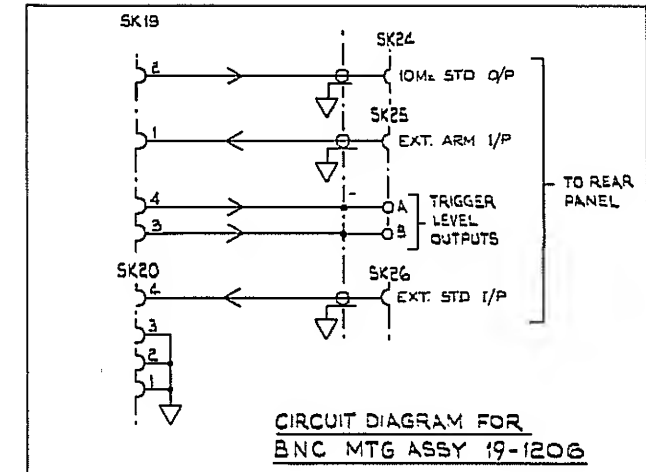 SK19
SK24
2
10Mz STD O/P
SK25
1
EXT. ARM I/P
4
A
TRIGGER
LEVEL
OUTPUTS
3
B
TO REAR
PANEL
SK20
SK26
4
EXT. STD I/P
3
2
1
CIRCUIT DIAGRAM FOR
BNC MTG ASSY 19-1206